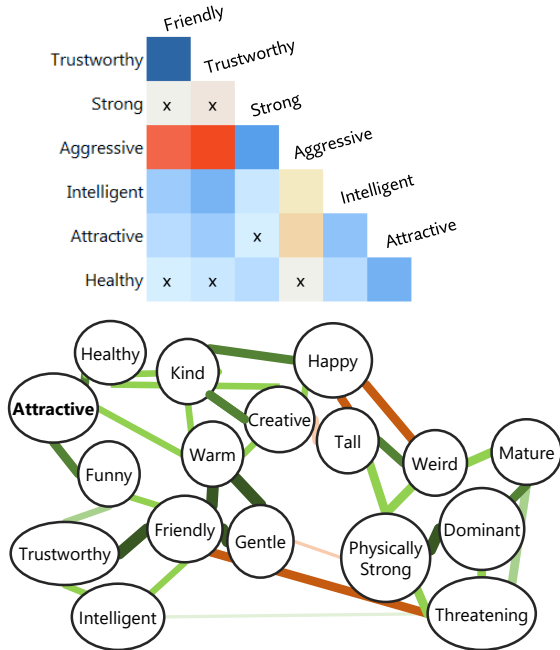 Friendly
Trustworthy
Trustworthy
Strong x x
Strong
Aggressive
Aggressive
Intelligent
Intelligent
Attractive x
Attractive
Healthy x x x
Healthy
Kind
Happy
Attractive
Creative
Tall
Warm
Weird
Mature
Funny
Friendly
Gentle
Dominant
Trustworthy
Physically
Strong
Intelligent
Threatening